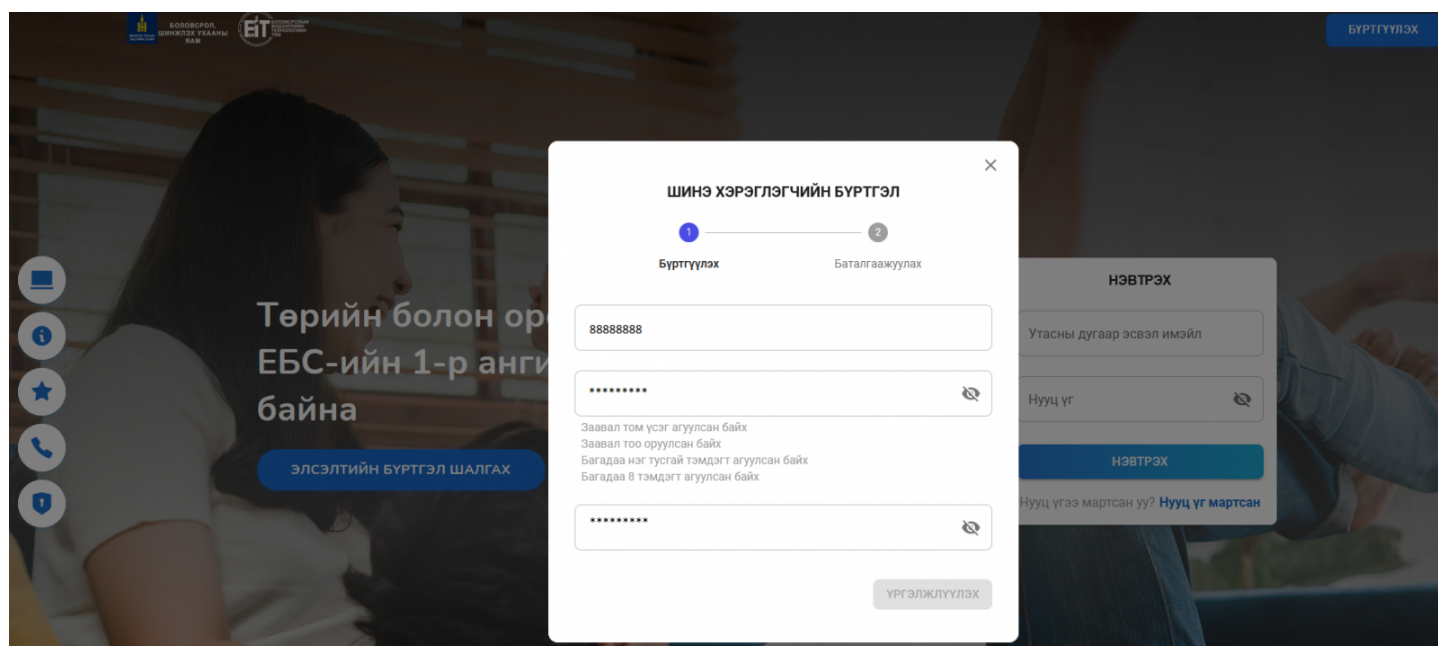 БОЛОВСРОЛ,
ШИНЖЛЭХ УХААНЫ
ЯАМ
EIT
БҮРТГҮҮЛЭХ
ШИНЭ ХЭРЭГЛЭГЧИЙН БҮРТГЭЛ
1
2
Бүртгүүлэх
Баталгаажуулах
88888888
*********
Заавал том үсэг агуулсан байх
Заавал тоо оруулсан байх
Багадаа нэг тусгай тэмдэгт агуулсан байх
Багадаа 8 тэмдэгт агуулсан байх
*********
ҮРГЭЛЖЛҮҮЛЭХ
Төрийн болон ор
ЕБС-ийн 1-р анги
байна
ЭЛСЭЛТИЙН БҮРТГЭЛ ШАЛГАХ
НЭВТРЭХ
Утасны дугаар эсвэл имэйл
Нууц үг
НЭВТРЭХ
Нууц үгээ мартсан уу? Нууц үг мартсан